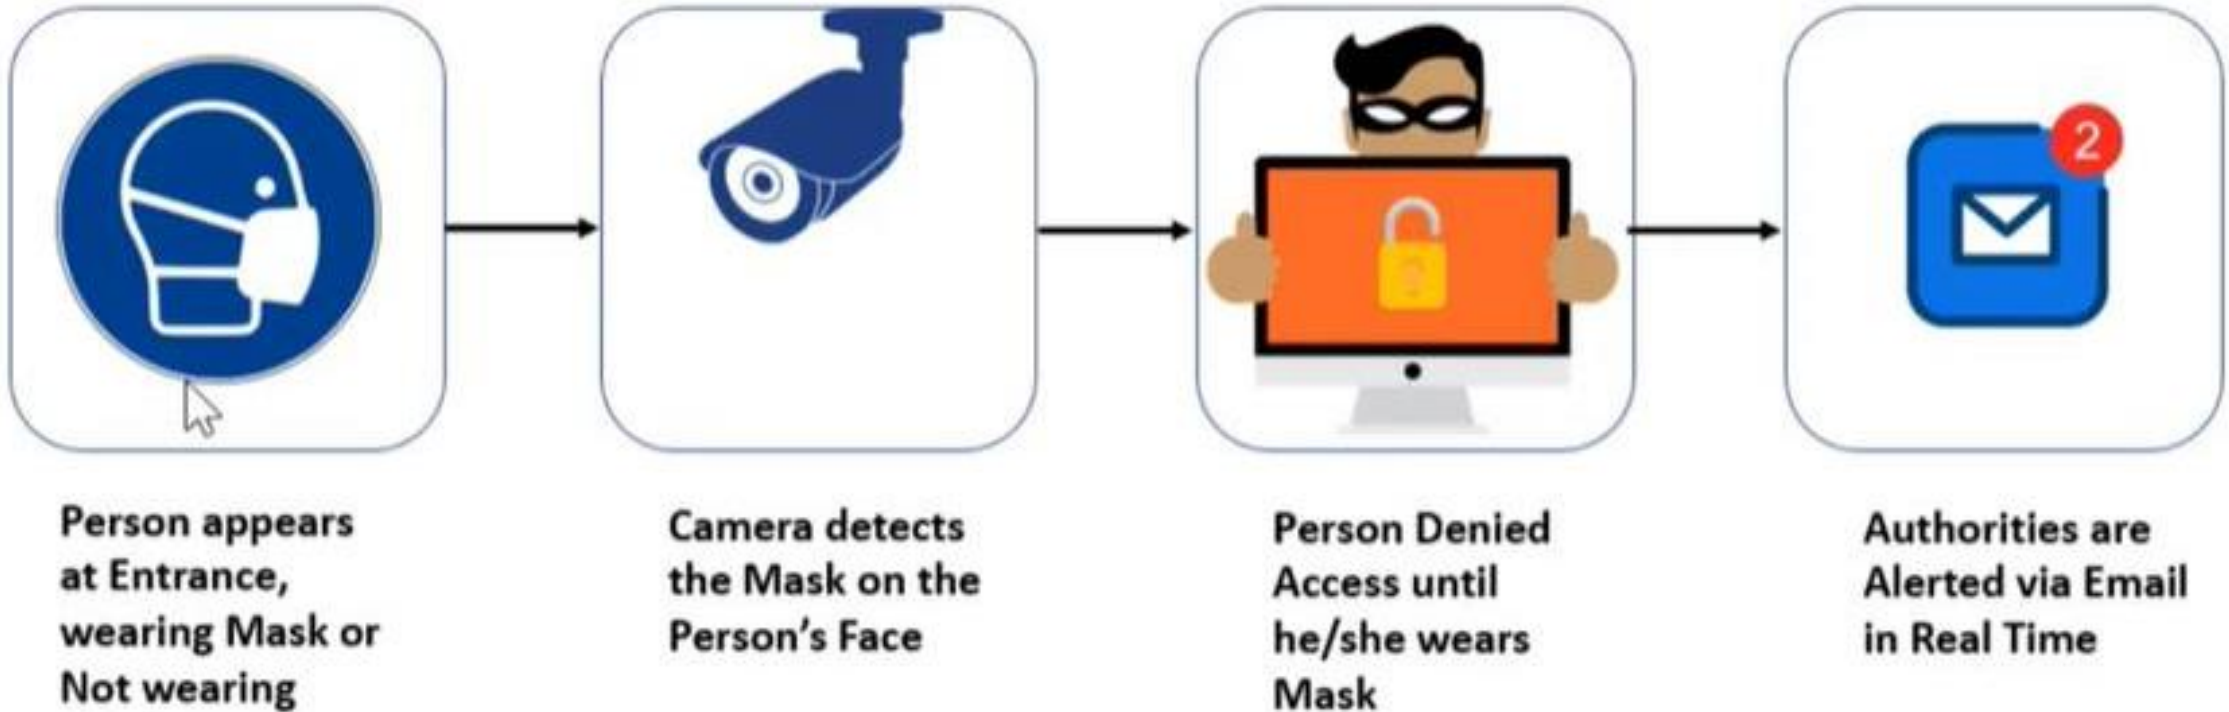 2
Person appears
at Entrance,
wearing Mask or
Not wearing
Camera detects
the Mask on the
Person's Face
Person Denied
Access until
he/she wears
Mask
Authorities are
Alerted via Email
in Real Time